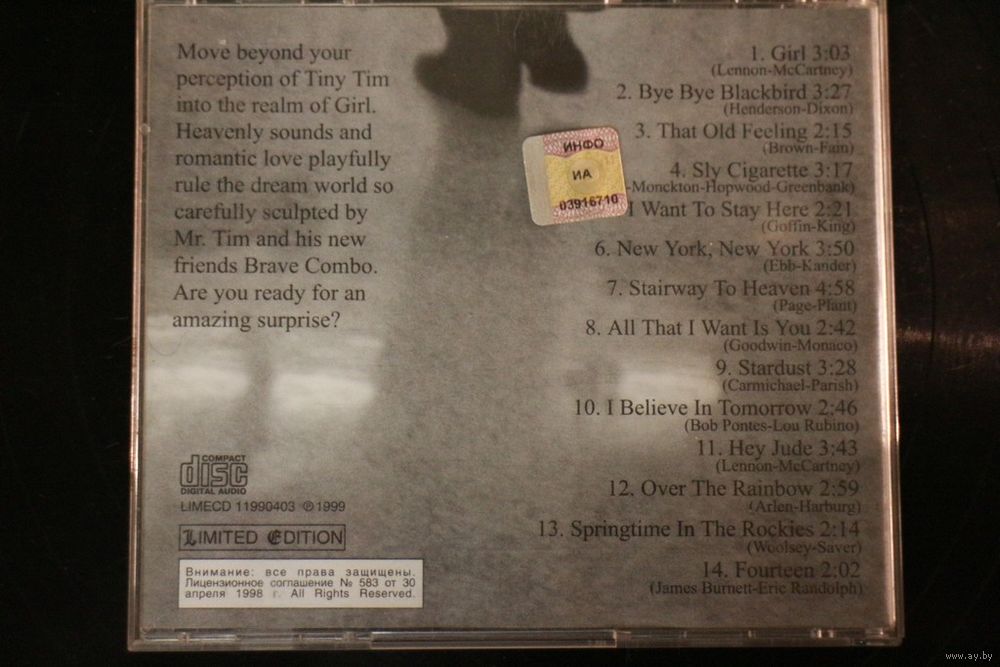 Move beyond your
perception of Tiny Tim
into the realm of Girl.
Heavenly sounds and
romantic love playfully
rule the dream world so
carefully sculpted by
Mr. Tim and his new
friends Brave Combo.
Are you ready for an
amazing surprise?
COMPACT
disc
DIGITAL AUDIO
LIMECD 11990403 ℗1999
LIMITED EDITION
Внимание: все права защищены.
Лицензионное соглашение № 583 от 30
апреля 1998 г. All Rights Reserved.
ИНФО
ИА
03916710
1. Girl 3:03
(Lennon-McCartney)
2. Bye Bye Blackbird 3:27
(Henderson-Dixon)
3. That Old Feeling 2:15
(Brown-Fain)
4. Sly Cigarette 3:17
-Monckton-Hopwood-Greenbank)
I Want To Stay Here 2:21
(Goffin-King)
6. New York, New York 3:50
(Ebb-Kander)
7. Stairway To Heaven 4:58
(Page-Plant)
8. All That I Want Is You 2:42
(Goodwin-Monaco)
9. Stardust 3:28
(Carmichael-Parish)
10. I Believe In Tomorrow 2:46
(Bob Pontes-Lou Rubino)
11. Hey Jude 3:43
(Lennon-McCartney)
12. Over The Rainbow 2:59
(Arlen-Harburg)
13. Springtime In The Rockies 2:14
(Woolsey-Saver)
14. Fourteen 2:02
(James Burnett-Eric Randolph)
www.ay.by